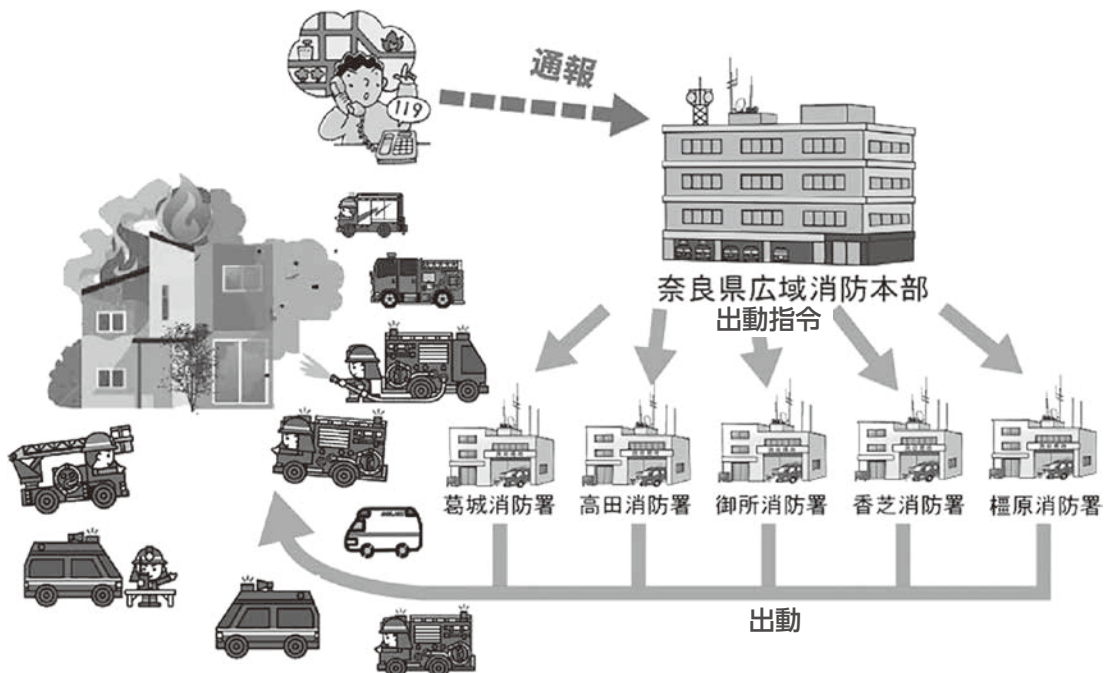 119
通報
奈良県広域消防本部
出動指令
葛城消防署
高田消防署
御所消防署
香芝消防署
橿原消防署
出動